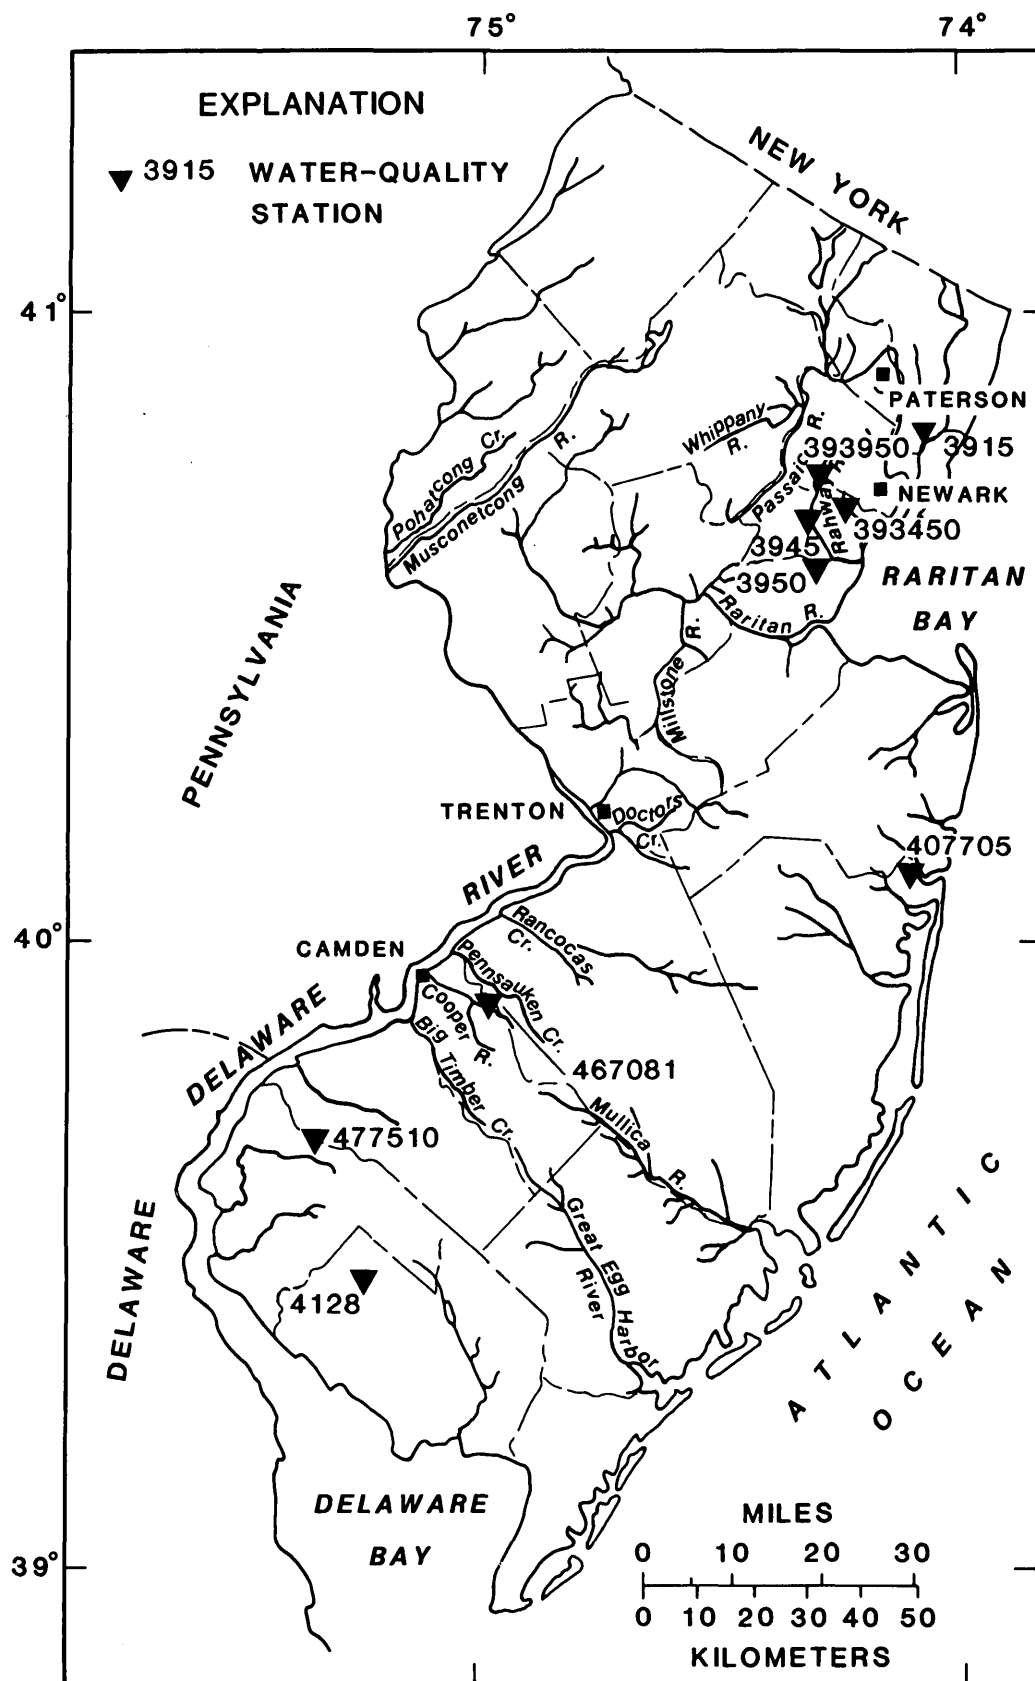 75°
74°
EXPLANATION
3915 WATER-QUALITY
STATION
NEW YORK
41°
PATERSON
Whippany
R.
Passaic R.
393950
3915
Pohatcong Cr.
Musconetcong R.
NEWARK
Rahway R.
393450
3945
3950
RARITAN
BAY
Raritan R.
PENNSYLVANIA
Millstone R.
TRENTON
Doctors
Cr.
407705
RIVER
40°
CAMDEN
Rancocas
Cr.
Pennsauken Cr.
Cooper
R.
DELAWARE
Big Timber Cr.
467081
Mullica R.
477510
DELAWARE
Great Egg Harbor
River
4128
ATLANTIC
OCEAN
DELAWARE
BAY
39°
MILES
0 10 20 30
0 10 20 30 40 50
KILOMETERS